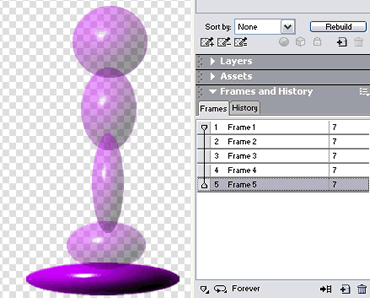 Sort by: None Rebuild
Layers
Assets
Frames and History
Frames History
1 Frame 1 7
2 Frame 2 7
3 Frame 3 7
4 Frame 4 7
5 Frame 5 7
Forever